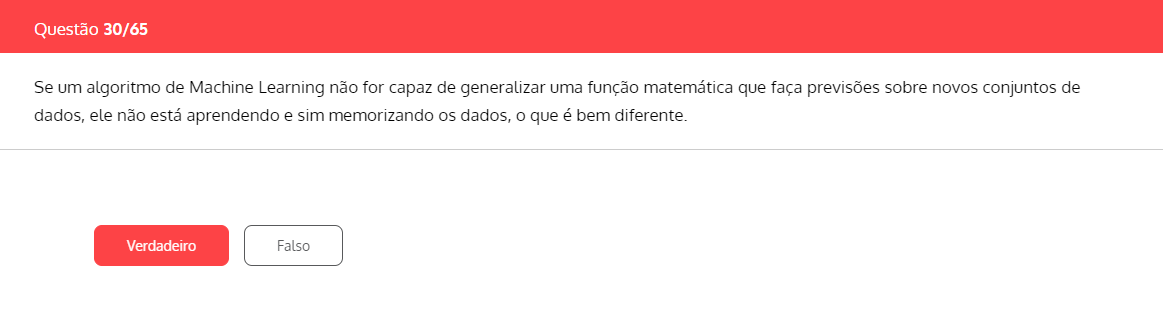 Questão 30/65
Se um algoritmo de Machine Learning não for capaz de generalizar uma função matemática que faça previsões sobre novos conjuntos de
dados, ele não está aprendendo e sim memorizando os dados, o que é bem diferente.
Verdadeiro
Falso